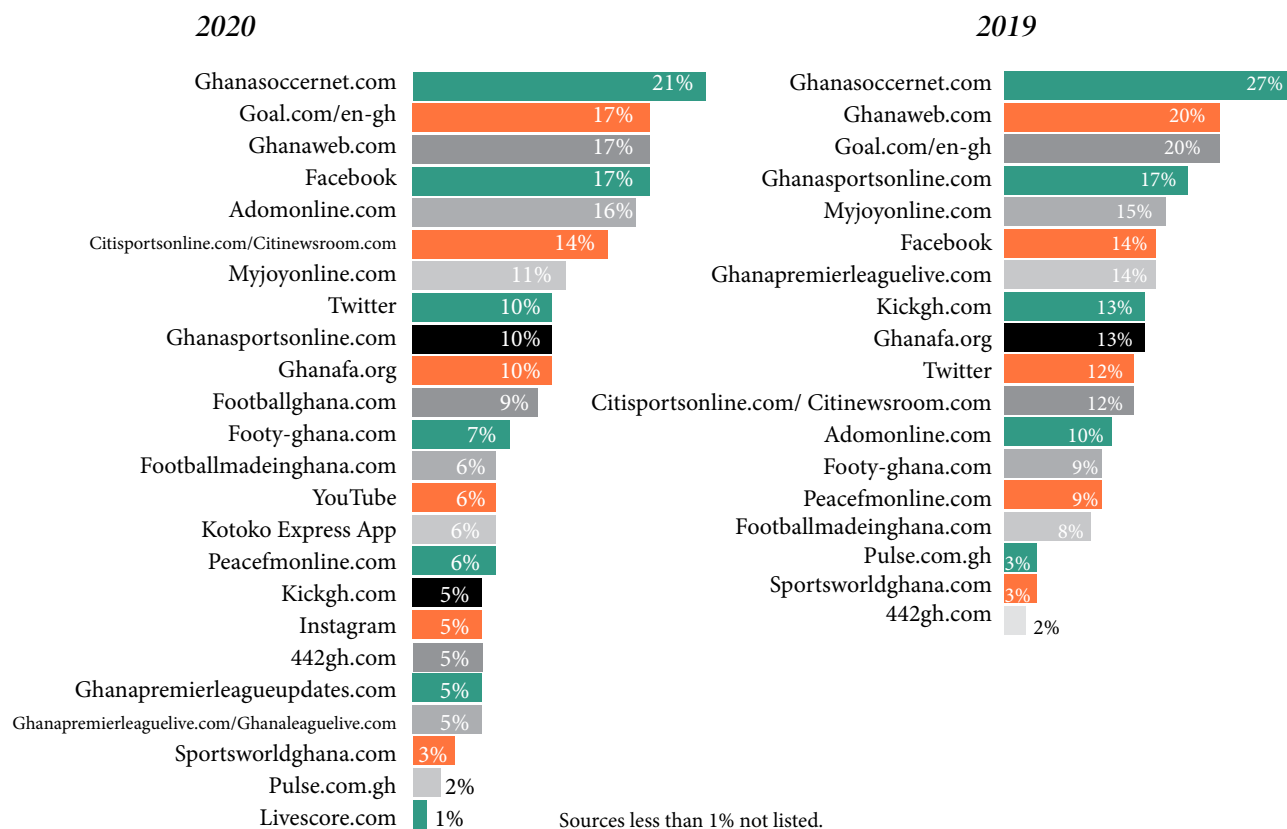 2020
Ghanasoccernet.com 21%
Goal.com/en-gh 17%
Ghanaweb.com 17%
Facebook 17%
Adomonline.com 16%
Citisportsonline.com/Citinewsroom.com 14%
Myjoyonline.com 11%
Twitter 10%
Ghanasportsonline.com 10%
Ghanafa.org 10%
Footballghana.com 9%
Footy-ghana.com 7%
Footballmadeinghana.com 6%
YouTube 6%
Kotoko Express App 6%
Peacefmonline.com 6%
Kickgh.com 5%
Instagram 5%
442gh.com 5%
Ghanapremierleagueupdates.com 5%
Ghanapremierleaguelive.com/Ghanaleaguelive.com 5%
Sportsworldghana.com 3%
Pulse.com.gh 2%
Livescore.com 1%
2019
Ghanasoccernet.com 27%
Ghanaweb.com 20%
Goal.com/en-gh 20%
Ghanasportsonline.com 17%
Myjoyonline.com 15%
Facebook 14%
Ghanapremierleaguelive.com 14%
Kickgh.com 13%
Ghanafa.org 13%
Twitter 12%
Citisportsonline.com/ Citinewsroom.com 12%
Adomonline.com 10%
Footy-ghana.com 9%
Peacefmonline.com 9%
Footballmadeinghana.com 8%
Pulse.com.gh 3%
Sportsworldghana.com 3%
442gh.com 2%
Sources less than 1% not listed.